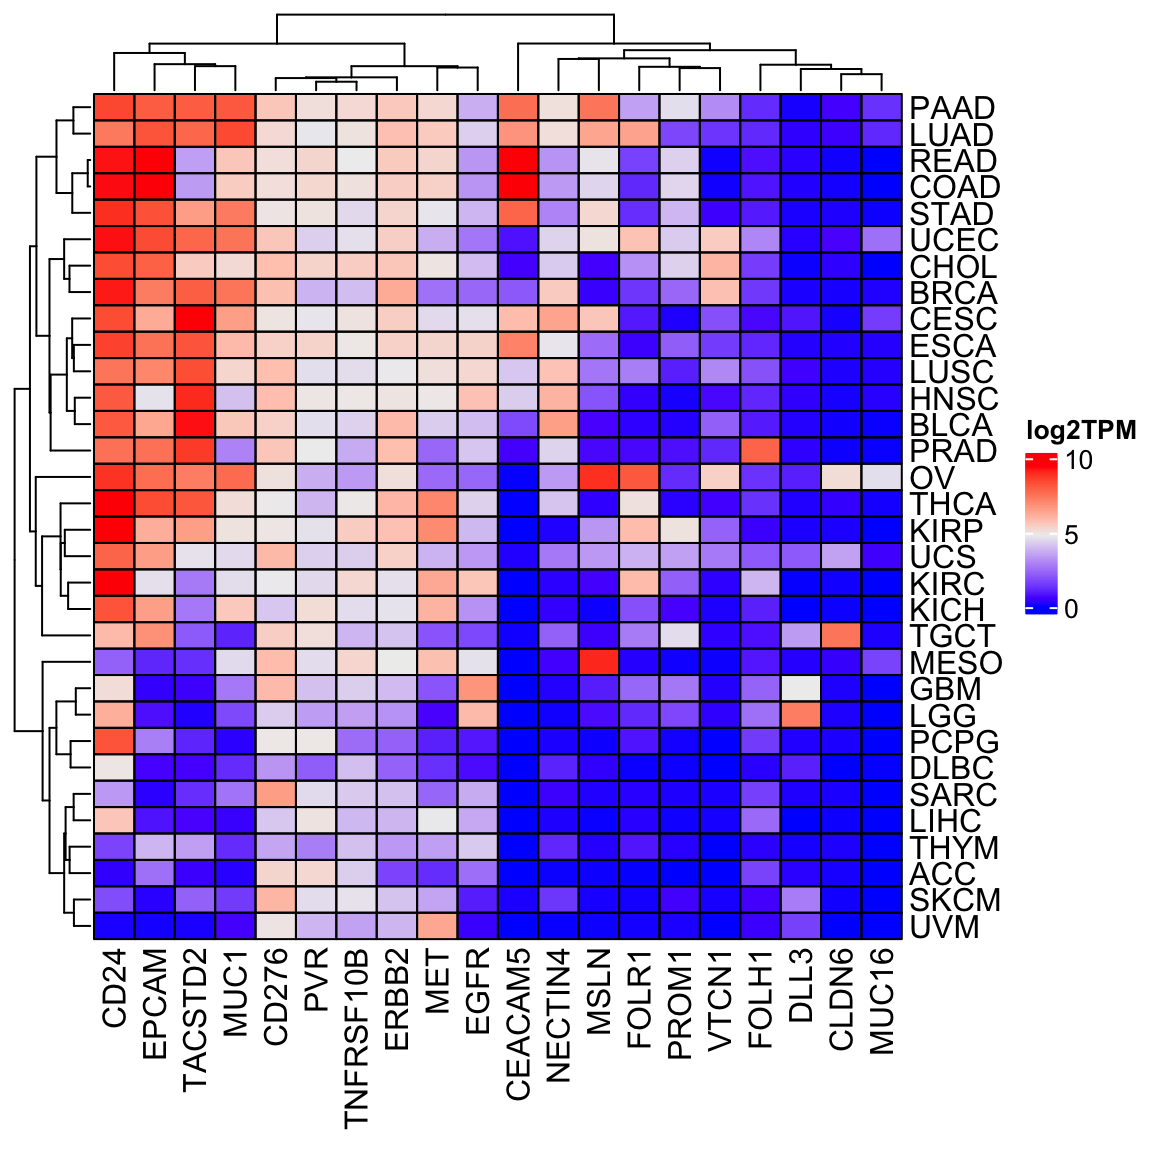 PAAD
LUAD
READ
COAD
STAD
UCEC
CHOL
BRCA
CESC
ESCA
LUSC
HNSC
BLCA
PRAD
OV
THCA
KIRP
UCS
KIRC
KICH
TGCT
MESO
GBM
LGG
PCPG
DLBC
SARC
LIHC
THYM
ACC
SKCM
UVM
log2TPM
10
5
0
CD24
EPCAM
TACSTD2
MUC1
CD276
PVR
TNFRSF10B
ERBB2
MET
EGFR
CEACAM5
NECTIN4
MSLN
FOLR1
PROM1
VTCN1
FOLH1
DLL3
CLDN6
MUC16